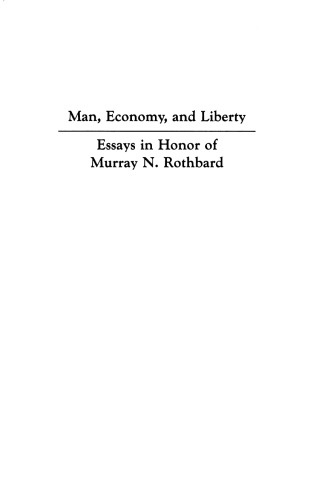 Man, Economy, and Liberty
Essays in Honor of
Murray N. Rothbard